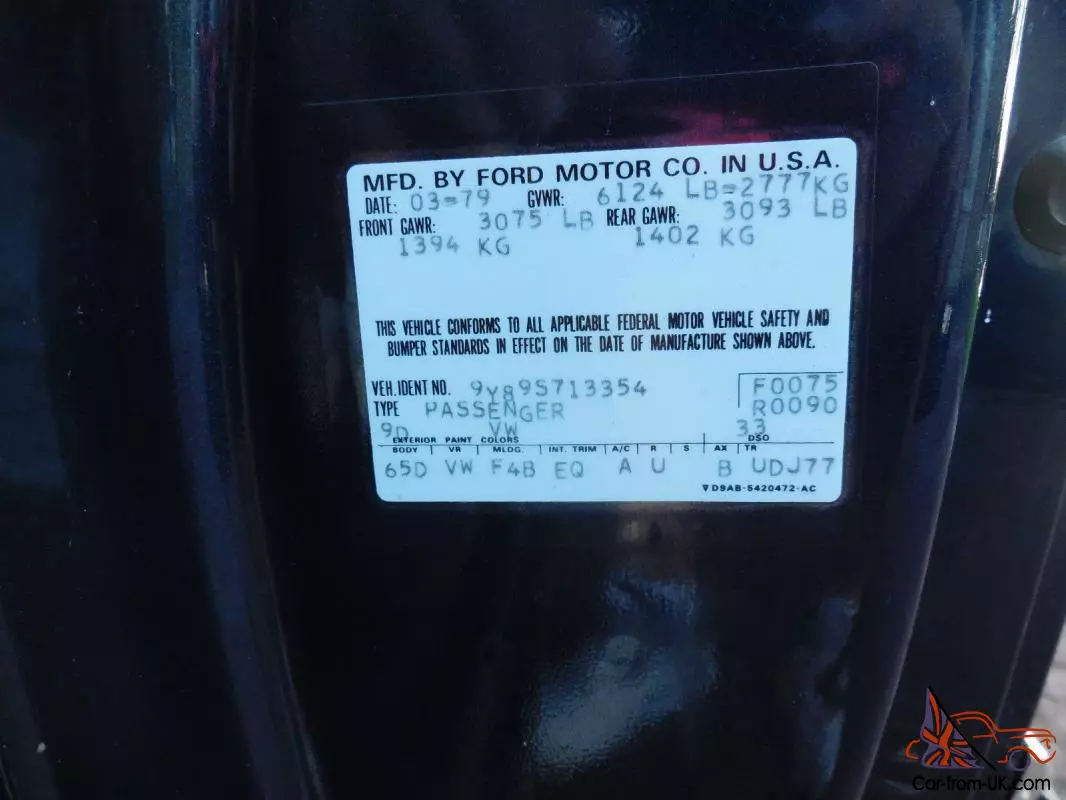 MFD. BY FORD MOTOR CO. IN U.S.A.
DATE: 03-79 GVWR: 6124 LB=2777KG
FRONT GAWR: 3075 LB REAR GAWR: 3093 LB
1394 KG 1402 KG
THIS VEHICLE CONFORMS TO ALL APPLICABLE FEDERAL MOTOR VEHICLE SAFETY AND
BUMPER STANDARDS IN EFFECT ON THE DATE OF MANUFACTURE SHOWN ABOVE.
VEH. IDENT NO. 9Y89S713354 F0075
TYPE PASSENGER R0090
9D VW 33
EXTERIOR PAINT COLORS DSO
BODY VR MLDG. INT. TRIM A/C R S AX TR
65D VW F4B EQ A U B UDJ77
D9AB-5420472-AC
Car-from-UK.com